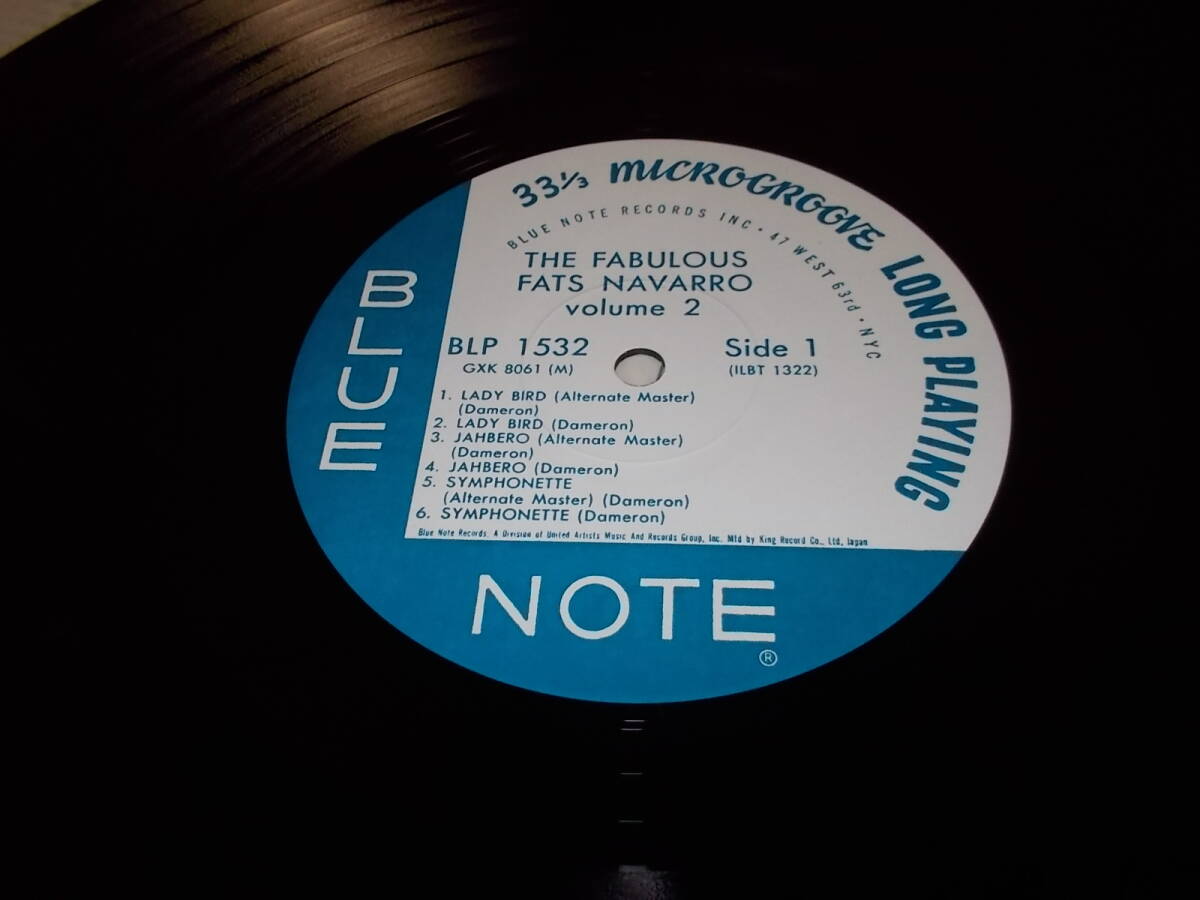 33⅓ MICROGROOVE LONG PLAYING
BLUE NOTE RECORDS INC • 47 WEST 63rd • NYC
THE FABULOUS
FATS NAVARRO
volume 2
BLP 1532
GXK 8061 (M)
Side 1
(ILBT 1322)
1. LADY BIRD (Alternate Master)
(Dameron)
2. LADY BIRD (Dameron)
3. JAHBERO (Alternate Master)
(Dameron)
4. JAHBERO (Dameron)
5. SYMPHONETTE
(Alternate Master) (Dameron)
6. SYMPHONETTE (Dameron)
Blue Note Records. A Division of United Artists Music And Records Group, Inc. Mfd by King Record Co., Ltd, Japan
BLUE
NOTE
®